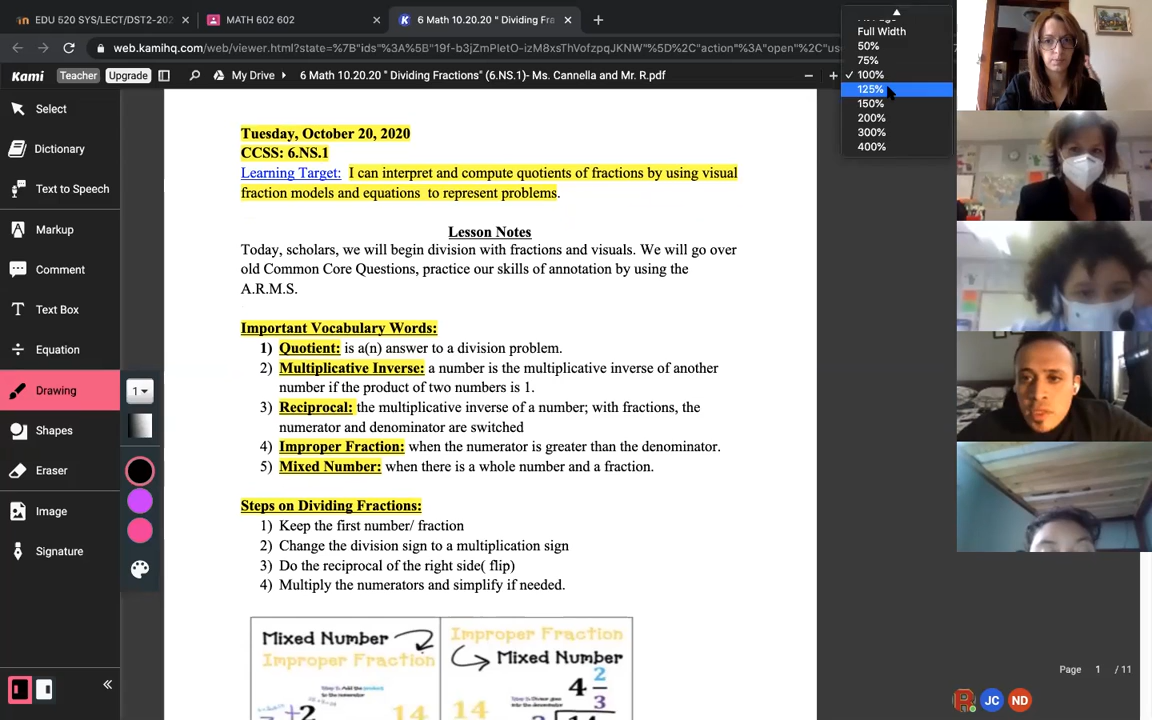 EDU 520 SYS/LECT/DST2-202
MATH 602 602
6 Math 10.20.20 " Dividing Fra
web.kamihq.com/web/viewer.html?state=%7B"ids"%3A%5B"19f-b3jZmPletO-izM8xsThVofzpqJKNW"%5D%2C"action"%3A"open"%2C"us
Full Width
50%
75%
✓ 100%
125%
150%
200%
300%
400%
Kami Teacher Upgrade My Drive 6 Math 10.20.20 " Dividing Fractions" (6.NS.1)- Ms. Cannella and Mr. R.pdf
Select
Dictionary
Text to Speech
Markup
Comment
Text Box
Equation
Drawing
1
Shapes
Eraser
Image
Signature
Tuesday, October 20, 2020
CCSS: 6.NS.1
Learning Target: I can interpret and compute quotients of fractions by using visual
fraction models and equations to represent problems.
Lesson Notes
Today, scholars, we will begin division with fractions and visuals. We will go over
old Common Core Questions, practice our skills of annotation by using the
A.R.M.S.
Important Vocabulary Words:
1) Quotient: is a(n) answer to a division problem.
2) Multiplicative Inverse: a number is the multiplicative inverse of another
number if the product of two numbers is 1.
3) Reciprocal: the multiplicative inverse of a number; with fractions, the
numerator and denominator are switched
4) Improper Fraction: when the numerator is greater than the denominator.
5) Mixed Number: when there is a whole number and a fraction.
Steps on Dividing Fractions:
1) Keep the first number/ fraction
2) Change the division sign to a multiplication sign
3) Do the reciprocal of the right side( flip)
4) Multiply the numerators and simplify if needed.
Mixed Number
Improper Fraction
14
Improper Fraction
Mixed Number
4 2/3
14
Page 1 / 11
JC ND